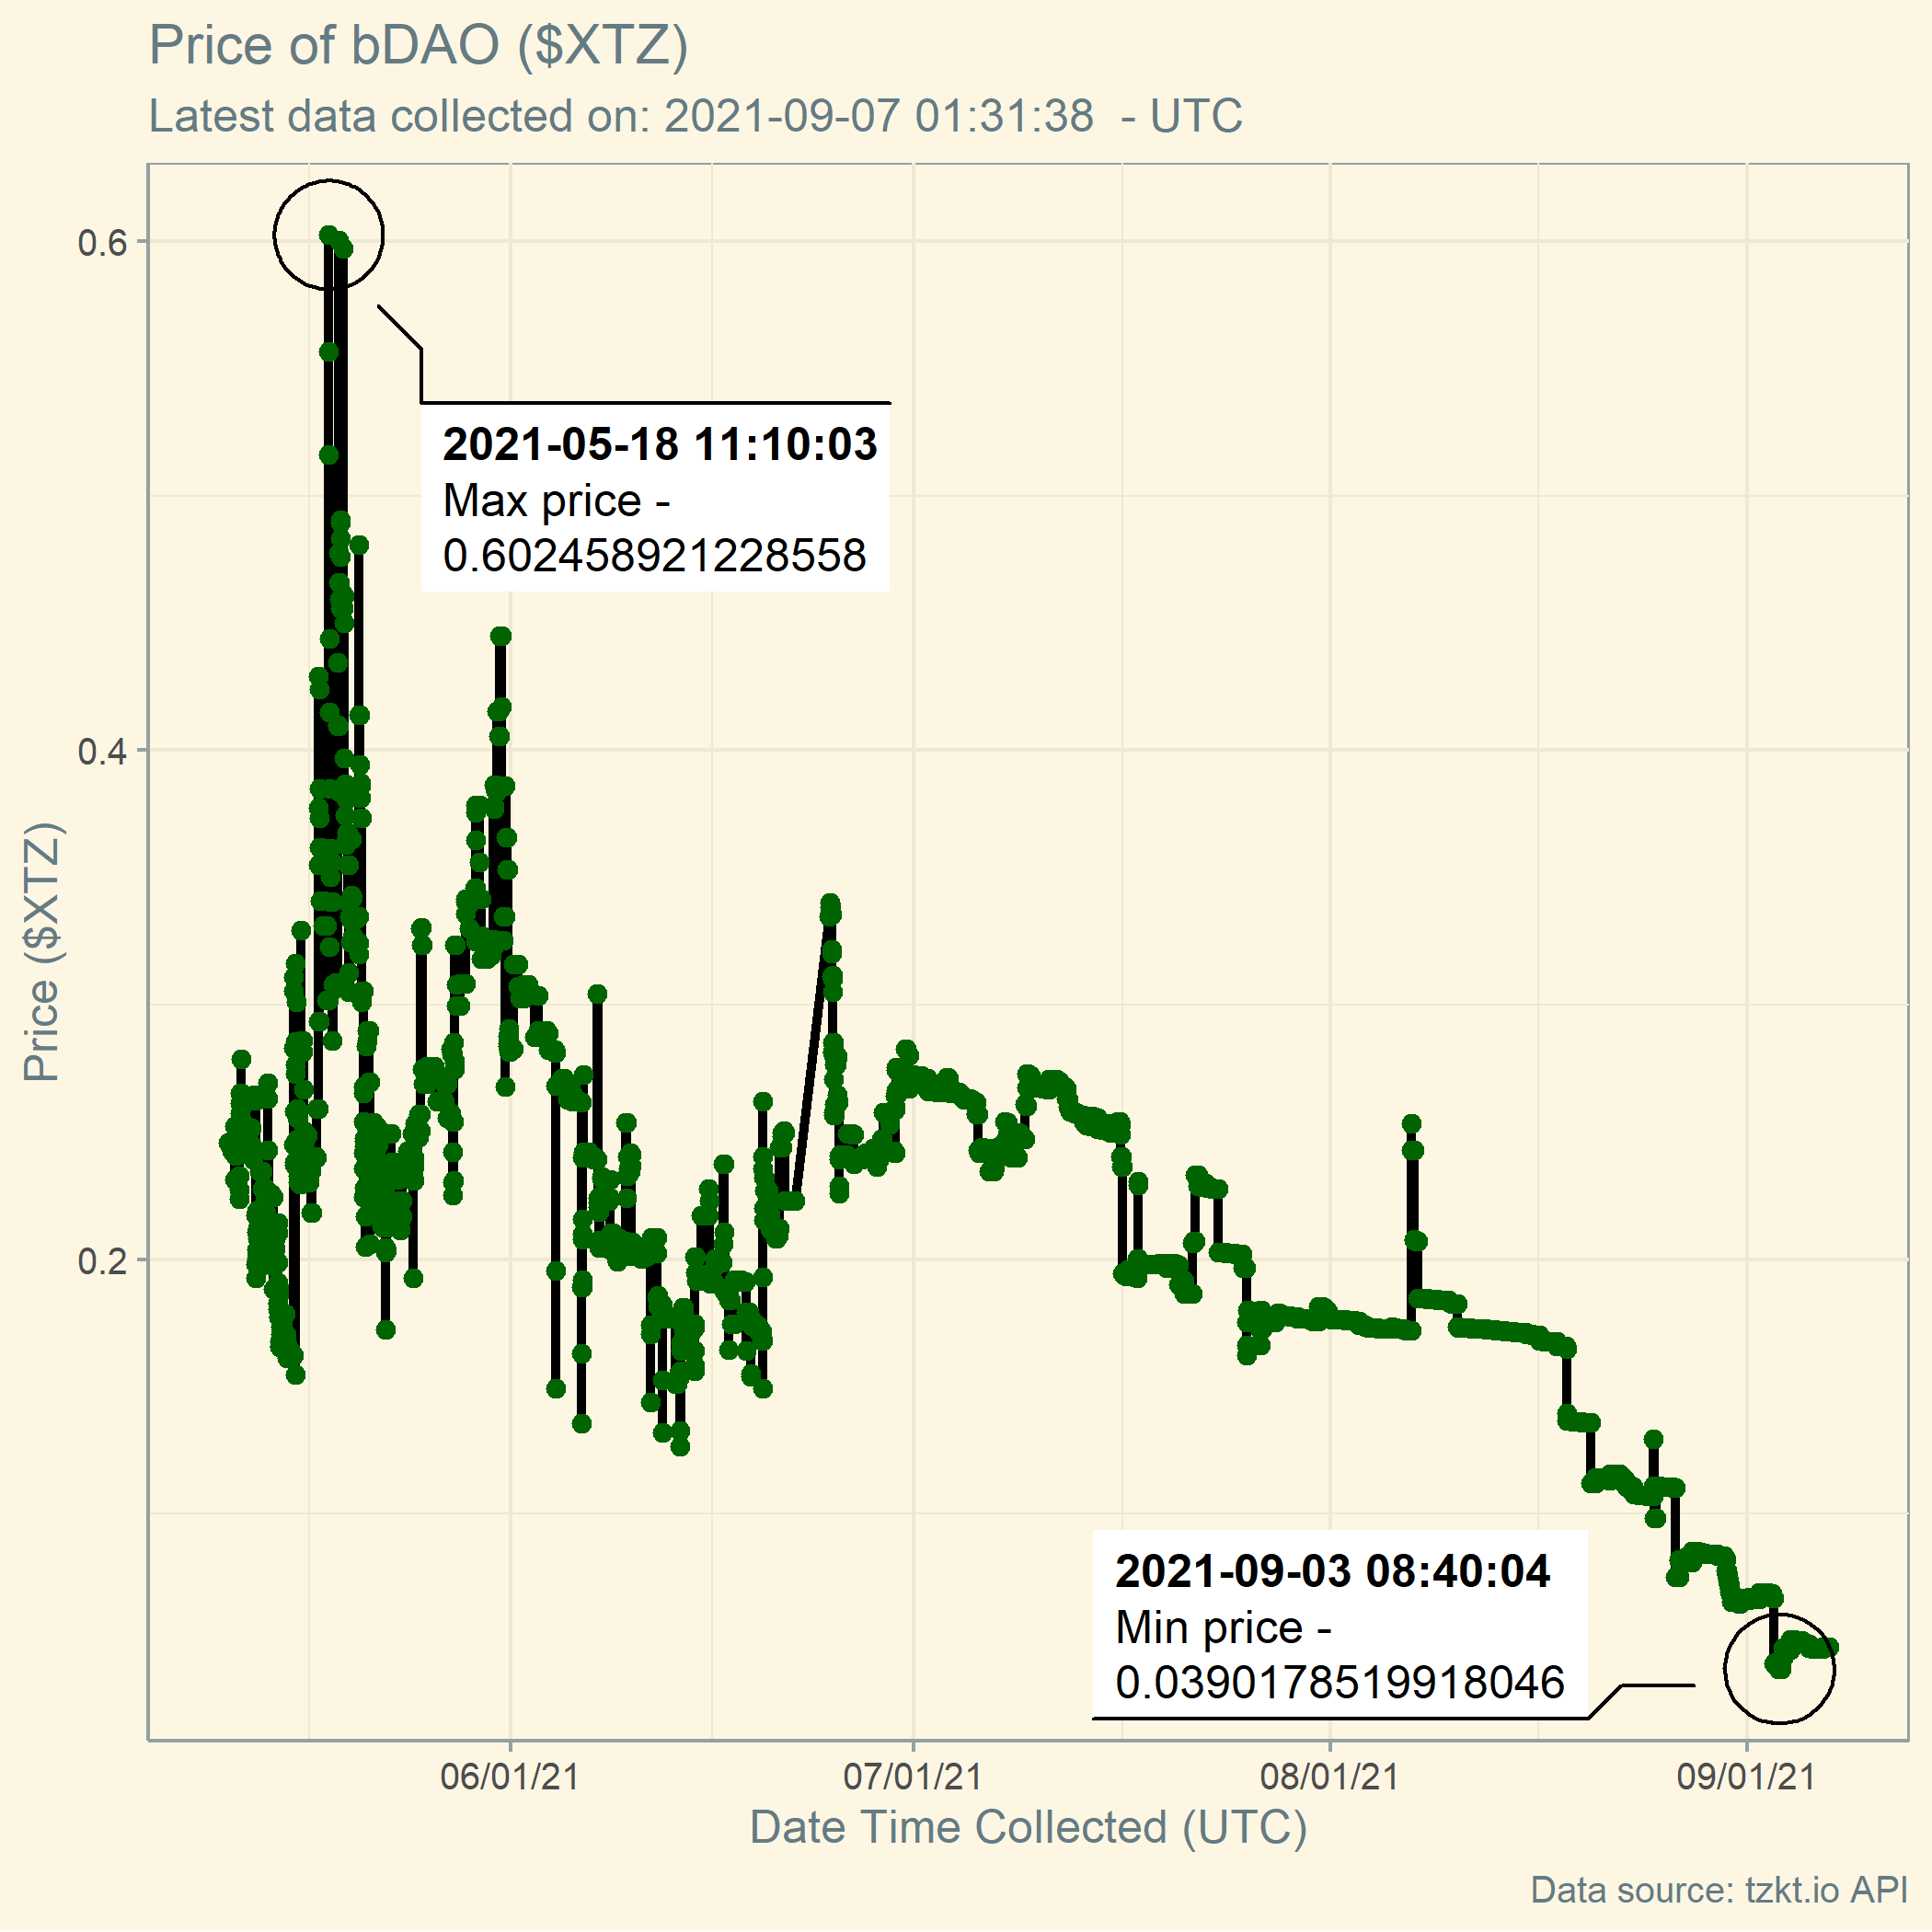 Price of bDAO ($XTZ)
Latest data collected on: 2021-09-07 01:31:38  - UTC
0.6
0.4
0.2
Price ($XTZ)
2021-05-18 11:10:03
Max price -
0.602458921228558
2021-09-03 08:40:04
Min price -
0.0390178519918046
06/01/21
07/01/21
08/01/21
09/01/21
Date Time Collected (UTC)
Data source: tzkt.io API